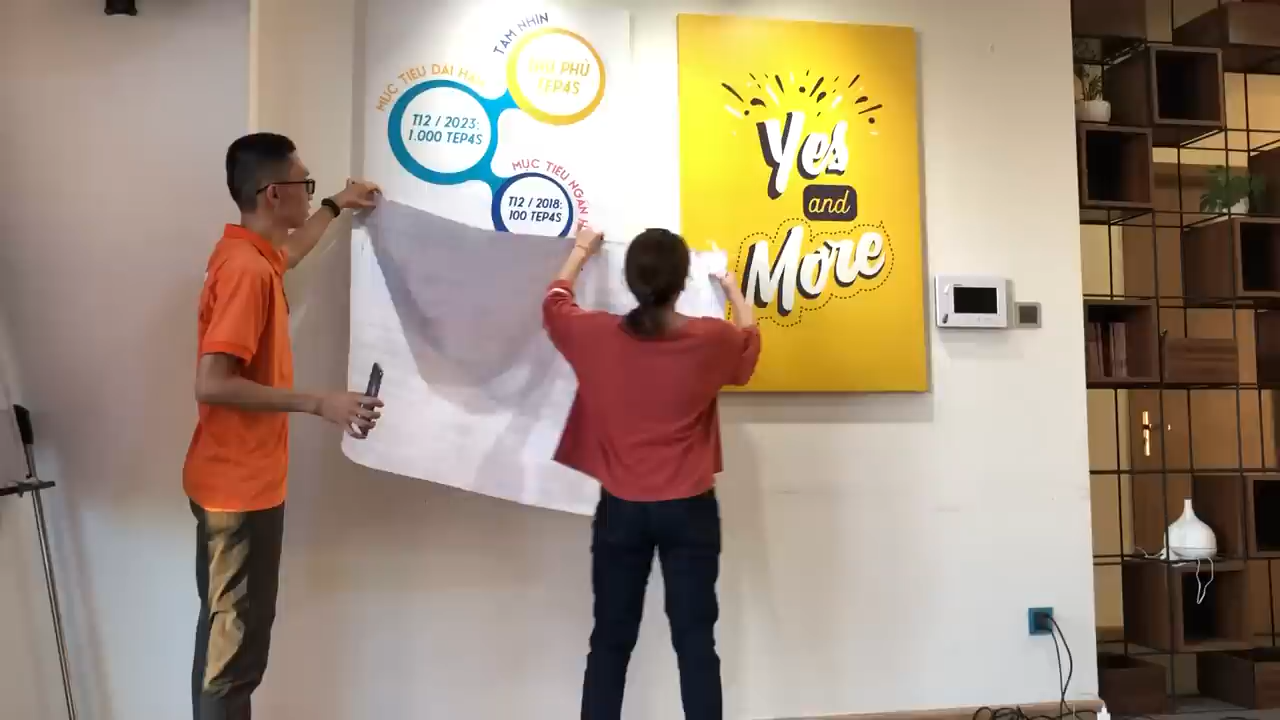 TẦM NHÌN
PHỦ
TEP4S
MỤC TIÊU DÀI HẠN
T12 / 2023:
1.000 TEP4S
MỤC TIÊU NGẮN
T12 / 2018:
100 TEP4S
Yes
and
More